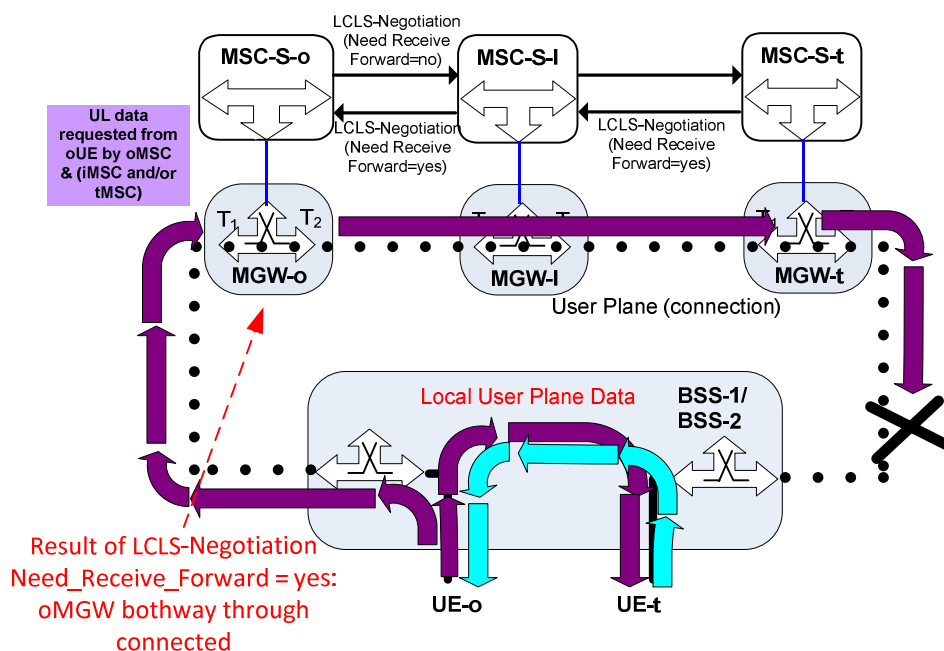 LCLS-Negotiation
(Need Receive
Forward=no)
MSC-S-o
MSC-S-I
MSC-S-t
UL data
requested from
oUE by oMSC
& (iMSC and/or
tMSC)
LCLS-Negotiation
(Need Receive
Forward=yes)
LCLS-Negotiation
(Need Receive
Forward=yes)
T1
T2
MGW-o
MGW-I
MGW-t
User Plane (connection)
Local User Plane Data
BSS-1/
BSS-2
Result of LCLS-Negotiation
Need_Receive_Forward = yes:
oMGW bothway through
connected
UE-o
UE-t